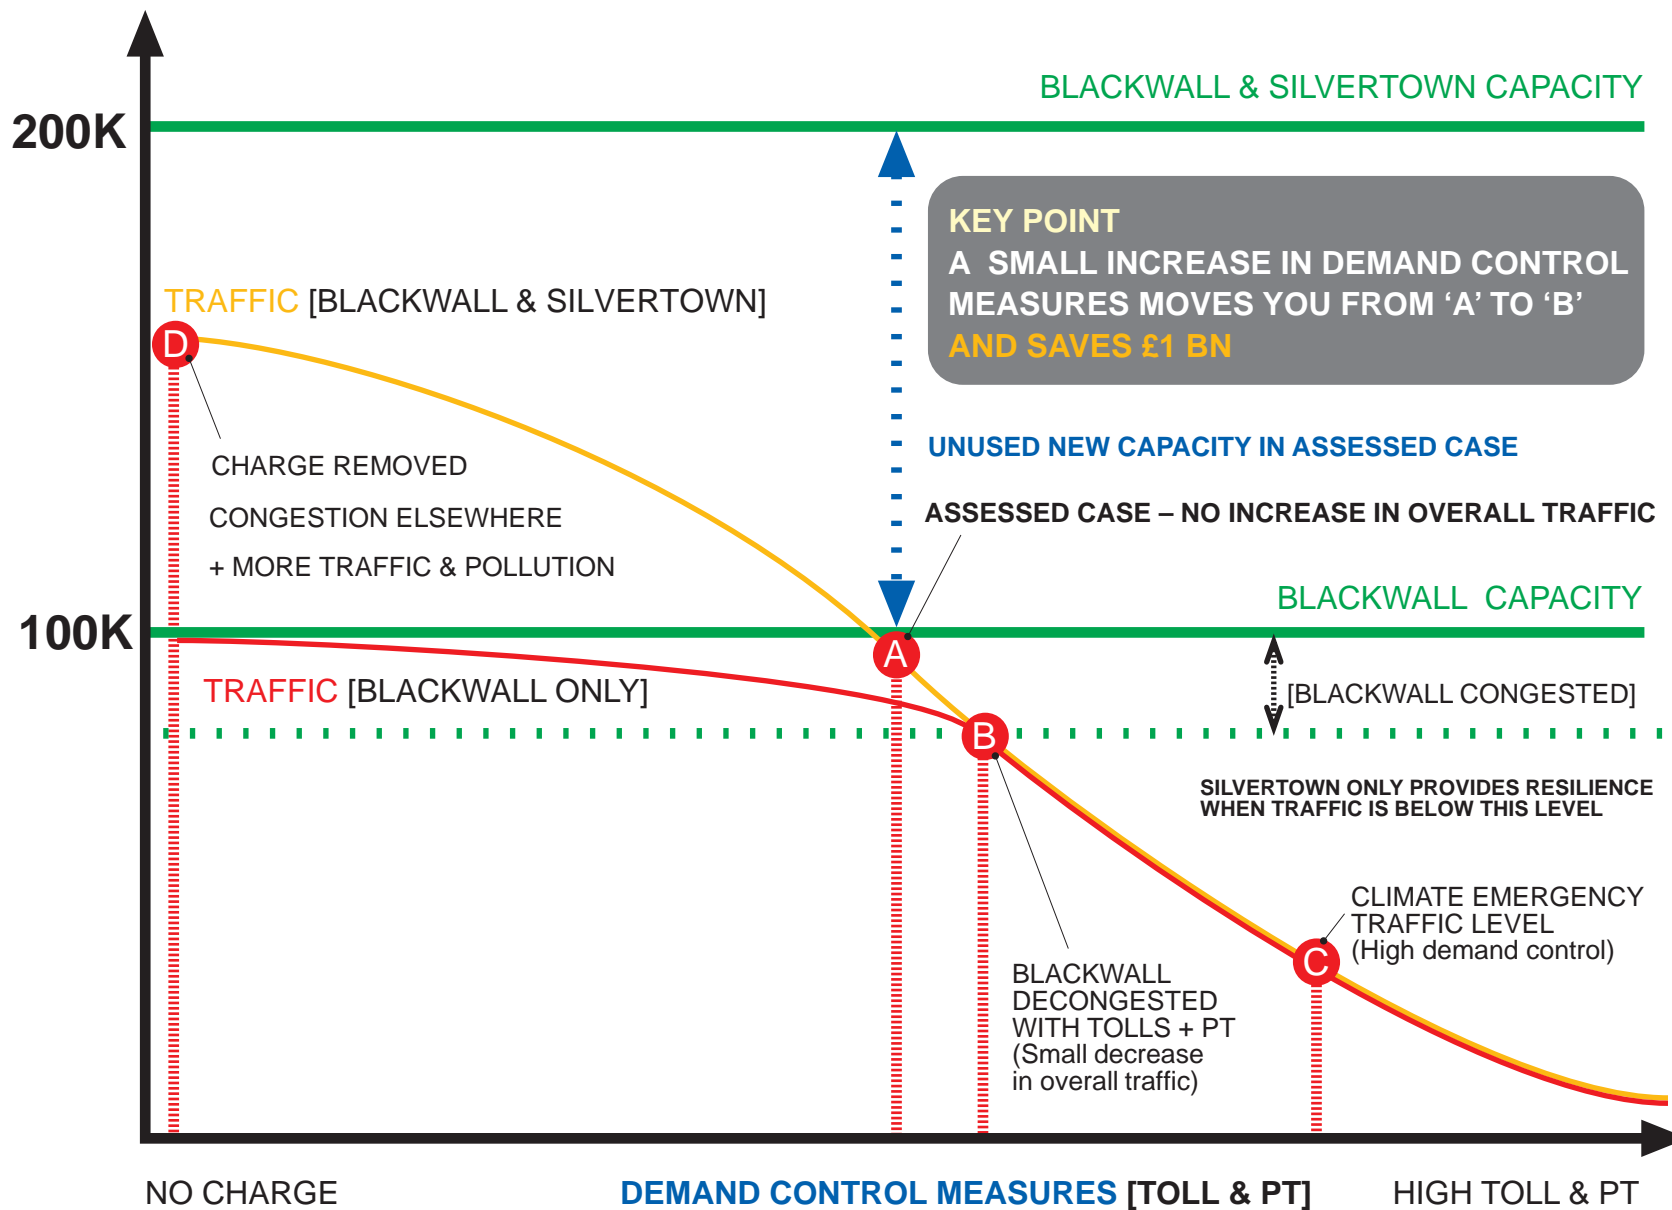 BLACKWALL & SILVERTOWN CAPACITY
200K
KEY POINT
A SMALL INCREASE IN DEMAND CONTROL
MEASURES MOVES YOU FROM ‘A’ TO ‘B’
AND SAVES £1 BN
TRAFFIC [BLACKWALL & SILVERTOWN]
D
CHARGE REMOVED
CONGESTION ELSEWHERE
+ MORE TRAFFIC & POLLUTION
UNUSED NEW CAPACITY IN ASSESSED CASE
ASSESSED CASE – NO INCREASE IN OVERALL TRAFFIC
BLACKWALL CAPACITY
100K
A
TRAFFIC [BLACKWALL ONLY]
[BLACKWALL CONGESTED]
B
SILVERTOWN ONLY PROVIDES RESILIENCE
WHEN TRAFFIC IS BELOW THIS LEVEL
CLIMATE EMERGENCY
TRAFFIC LEVEL
(High demand control)
C
BLACKWALL
DECONGESTED
WITH TOLLS + PT
(Small decrease
in overall traffic)
NO CHARGE
DEMAND CONTROL MEASURES [TOLL & PT]
HIGH TOLL & PT